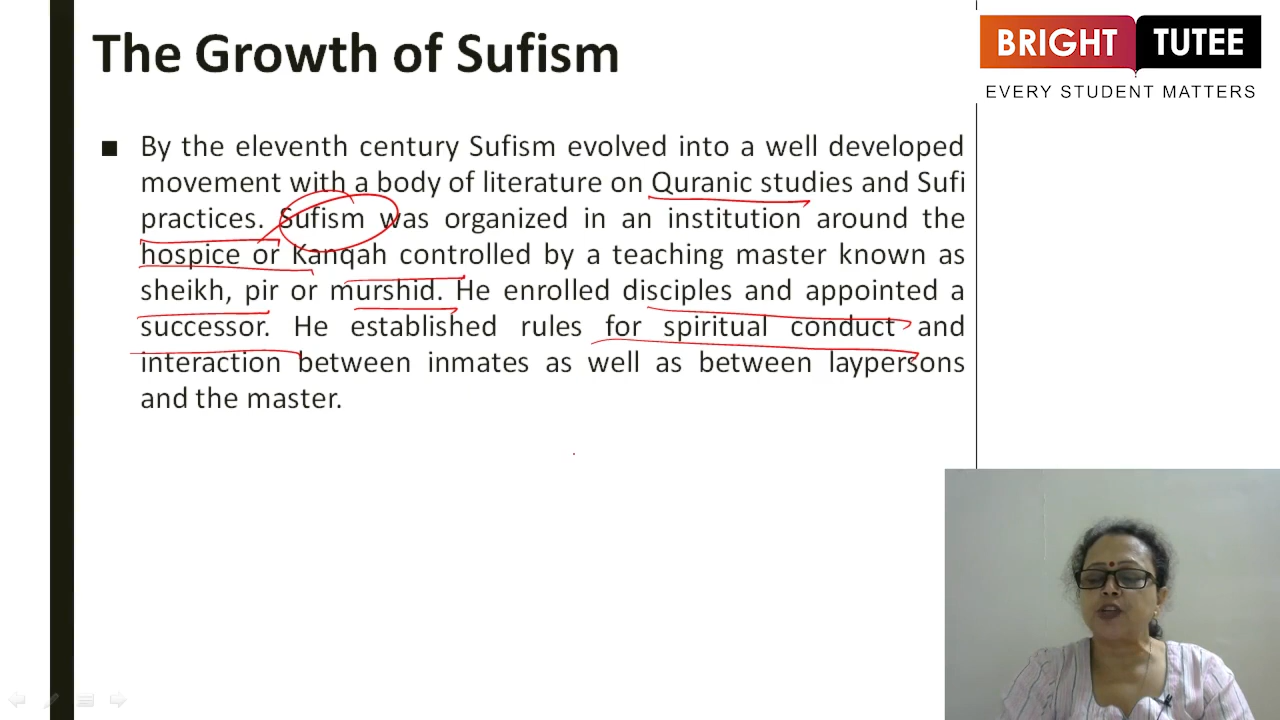 The Growth of Sufism
BRIGHT TUTEE
EVERY STUDENT MATTERS
■ By the eleventh century Sufism evolved into a well developed
movement with a body of literature on Quranic studies and Sufi
practices. Sufism was organized in an institution around the
hospice or Kanqah controlled by a teaching master known as
sheikh, pir or murshid. He enrolled disciples and appointed a
successor. He established rules for spiritual conduct and
interaction between inmates as well as between laypersons
and the master.